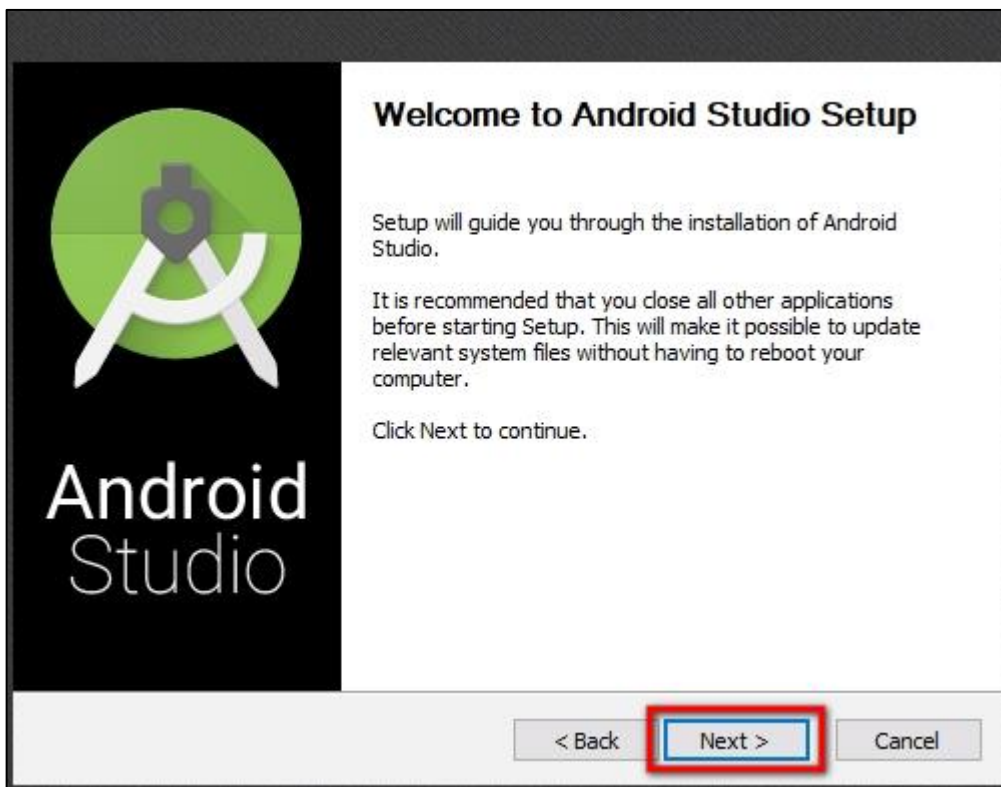 Welcome to Android Studio Setup
Setup will guide you through the installation of Android
Studio.
It is recommended that you close all other applications
before starting Setup. This will make it possible to update
relevant system files without having to reboot your
computer.
Click Next to continue.
Android
Studio
< Back
Next >
Cancel